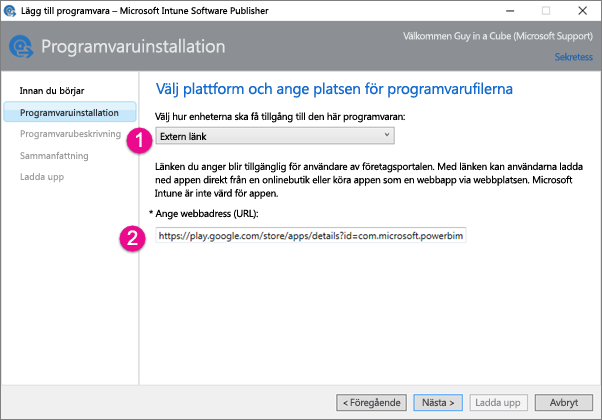 Lägg till programvara – Microsoft Intune Software Publisher
Programvaruinstallation
Välkommen Guy in a Cube (Microsoft Support)
Sekretess
Innan du börjar
Programvaruinstallation
Programvarubeskrivning
Sammanfattning
Ladda upp
Välj plattform och ange platsen för programvarufilerna
Välj hur enheterna ska få tillgång till den här programvaran:
1
Extern länk
Länken du anger blir tillgänglig för användare av företagsportalen. Med länken kan användarna ladda
ned appen direkt från en onlinebutik eller köra appen som en webbapp via webbplatsen. Microsoft
Intune är inte värd för appen.
* Ange webbadress (URL):
2
https://play.google.com/store/apps/details?id=com.microsoft.powerbim
< Föregående
Nästa >
Ladda upp
Avbryt